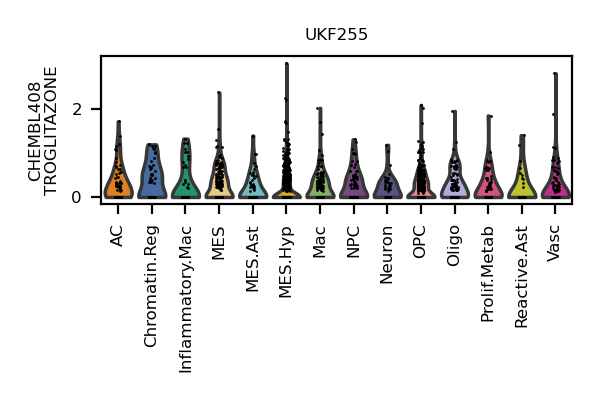 UKF255
CHEMBL408
TROGLITAZONE
2
0
AC
Chromatin.Reg
Inflammatory.Mac
MES
MES.Ast
MES.Hyp
Mac
NPC
Neuron
OPC
Oligo
Prolif.Metab
Reactive.Ast
Vasc